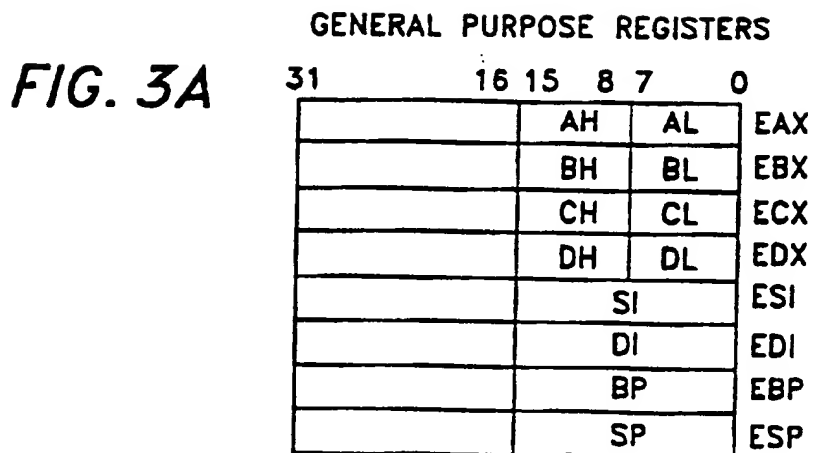 GENERAL PURPOSE REGISTERS
FIG. 3A
31 16 15 8 7 0
AH AL EAX
BH BL EBX
CH CL ECX
DH DL EDX
SI ESI
DI EDI
BP EBP
SP ESP